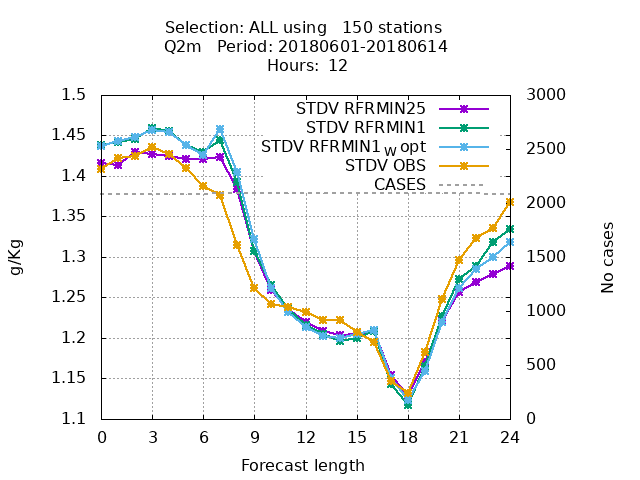 Selection: ALL using   150 stations
Q2m   Period: 20180601-20180614
Hours:  12
STDV RFRMIN25
STDV RFRMIN1
STDV RFRMIN1_w opt
STDV OBS
CASES
1.5
1.45
1.4
1.35
1.3
1.25
1.2
1.15
1.1
g/Kg
3000
2500
2000
1500
1000
500
0
No cases
0 3 6 9 12 15 18 21 24
Forecast length